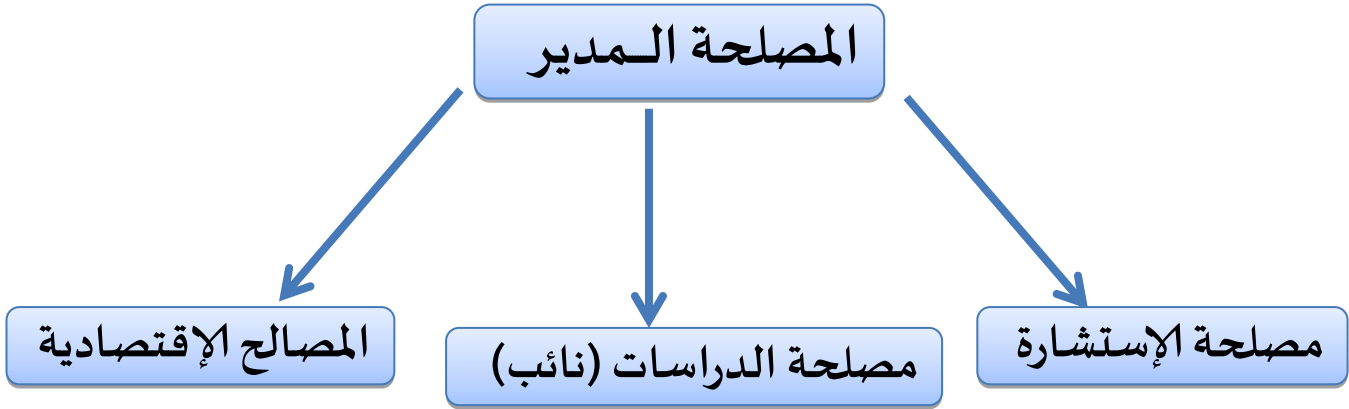 المصلحة الـمدير
مصلحة الإستشارة
مصلحة الدراسات (نائب)
المصالح الإقتصادية